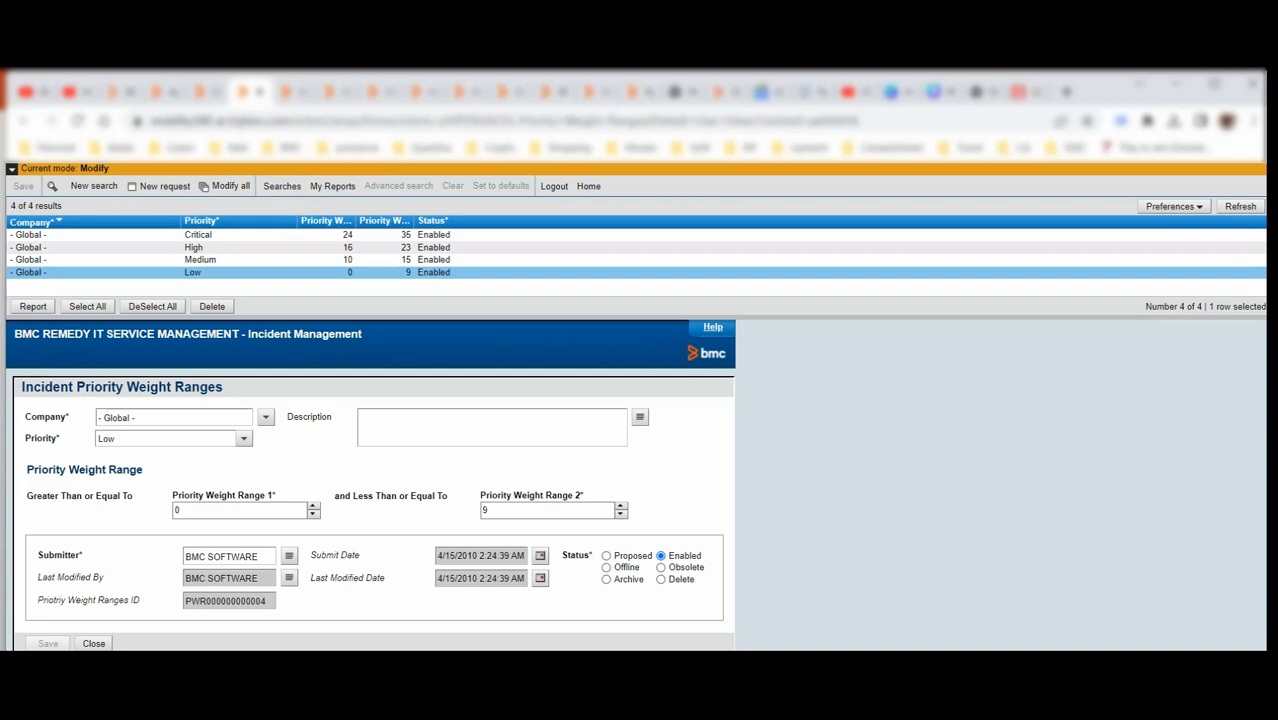 Current mode: Modify
Save New search New request Modify all Searches My Reports Advanced search Clear Set to defaults Logout Home
4 of 4 results Preferences Refresh
Company* Priority* Priority W... Priority W... Status*
- Global - Critical 24 35 Enabled
- Global - High 16 23 Enabled
- Global - Medium 10 15 Enabled
- Global - Low 0 9 Enabled
Report Select All DeSelect All Delete Number 4 of 4 | 1 row selected
BMC REMEDY IT SERVICE MANAGEMENT - Incident Management Help
bmc
Incident Priority Weight Ranges
Company* - Global - Description
Priority* Low
Priority Weight Range
Greater Than or Equal To Priority Weight Range 1* and Less Than or Equal To Priority Weight Range 2*
0 9
Submitter* BMC SOFTWARE Submit Date 4/15/2010 2:24:39 AM Status* Proposed Enabled
Offline Obsolete
Last Modified By BMC SOFTWARE Last Modified Date 4/15/2010 2:24:39 AM Archive Delete
Priotriy Weight Ranges ID PWR000000000004
Save Close